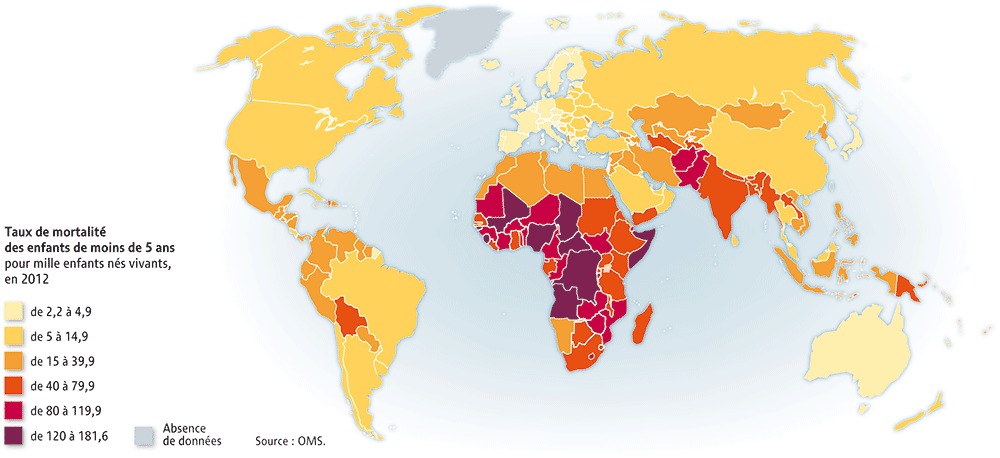 Taux de mortalité
des enfants de moins de 5 ans
pour mille enfants nés vivants,
en 2012
de 2,2 à 4,9
de 5 à 14,9
de 15 à 39,9
de 40 à 79,9
de 80 à 119,9
de 120 à 181,6
Absence
de données
Source : OMS.